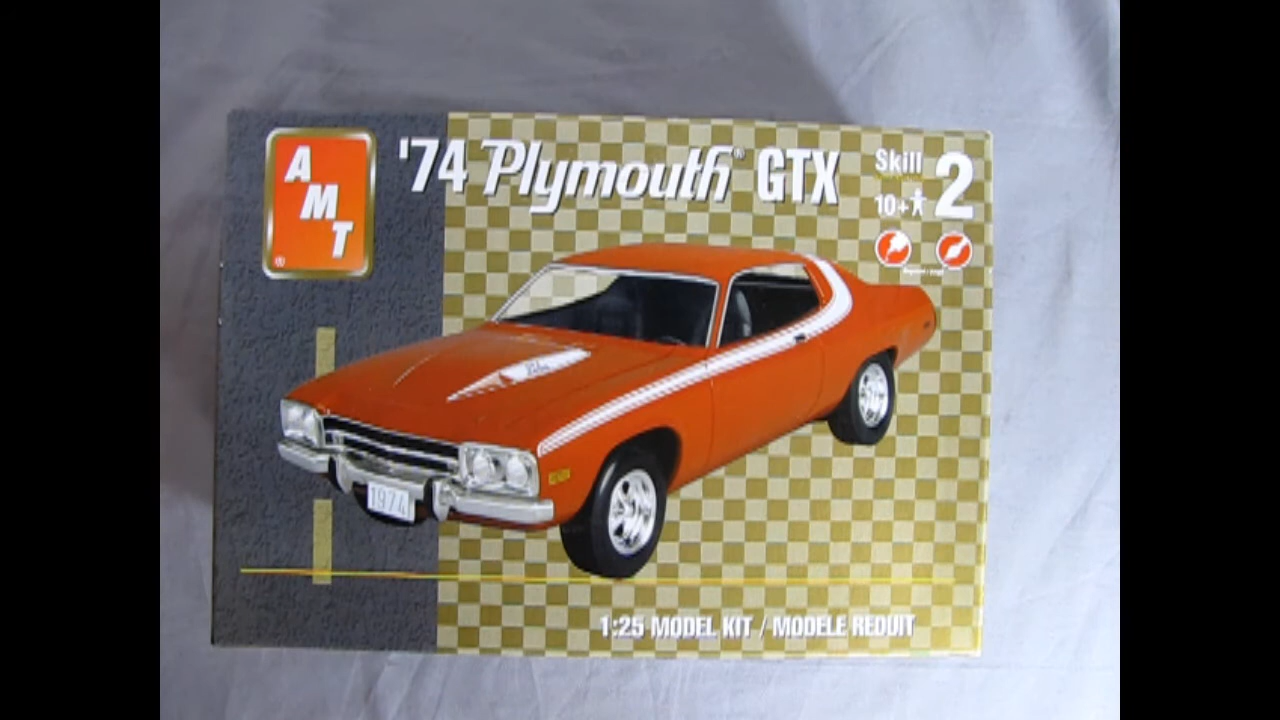 AMT
®
'74 Plymouth® GTX
Skill 2
10+
1974
1:25 MODEL KIT / MODELE REDUIT